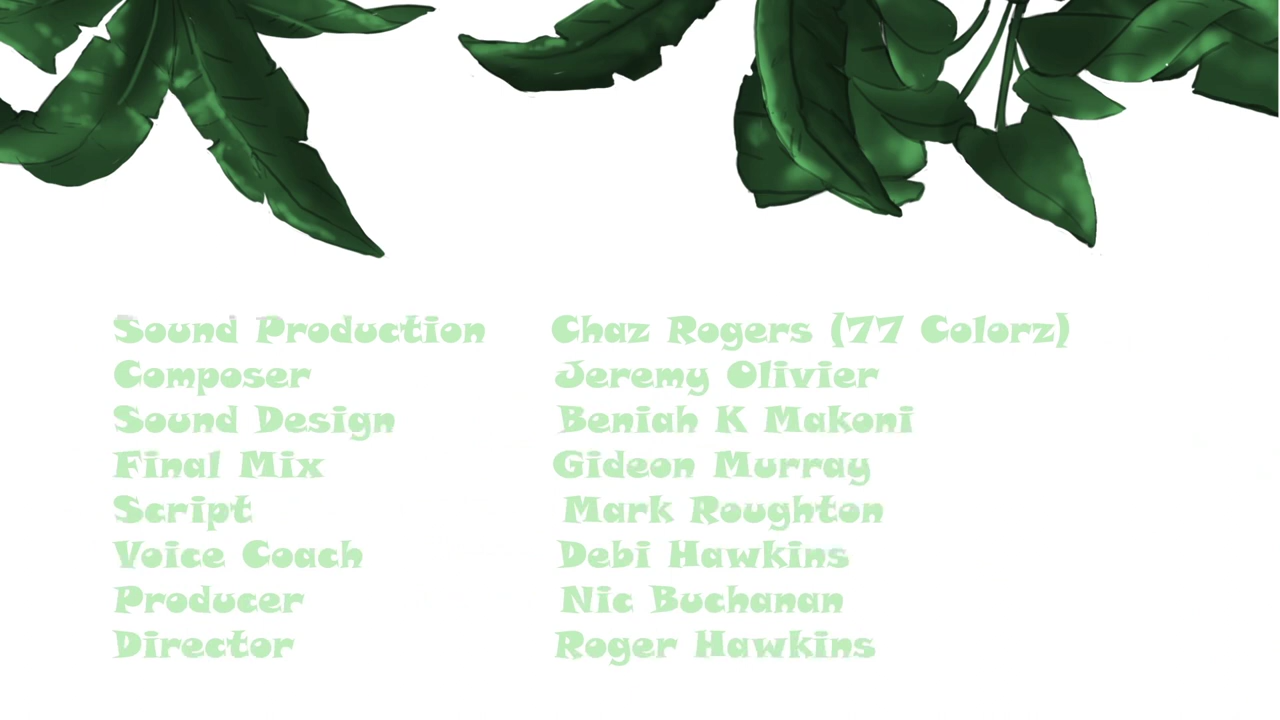 Sound Production Chaz Rogers (77 Colorz)
Composer Jeremy Olivier
Sound Design Beniah K Makoni
Final Mix Gideon Murray
Script Mark Roughton
Voice Coach Debi Hawkins
Producer Nic Buchanan
Director Roger Hawkins